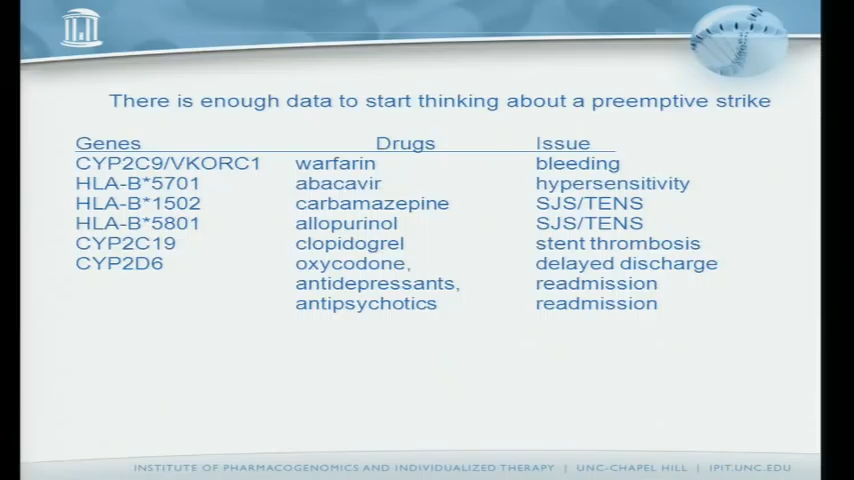 There is enough data to start thinking about a preemptive strike
Genes Drugs Issue
CYP2C9/VKORC1 warfarin bleeding
HLA-B*5701 abacavir hypersensitivity
HLA-B*1502 carbamazepine SJS/TENS
HLA-B*5801 allopurinol SJS/TENS
CYP2C19 clopidogrel stent thrombosis
CYP2D6 oxycodone, delayed discharge
antidepressants, readmission
antipsychotics readmission
INSTITUTE OF PHARMACOGENOMICS AND INDIVIDUALIZED THERAPY | UNC-CHAPEL HILL | IPIT.UNC.EDU